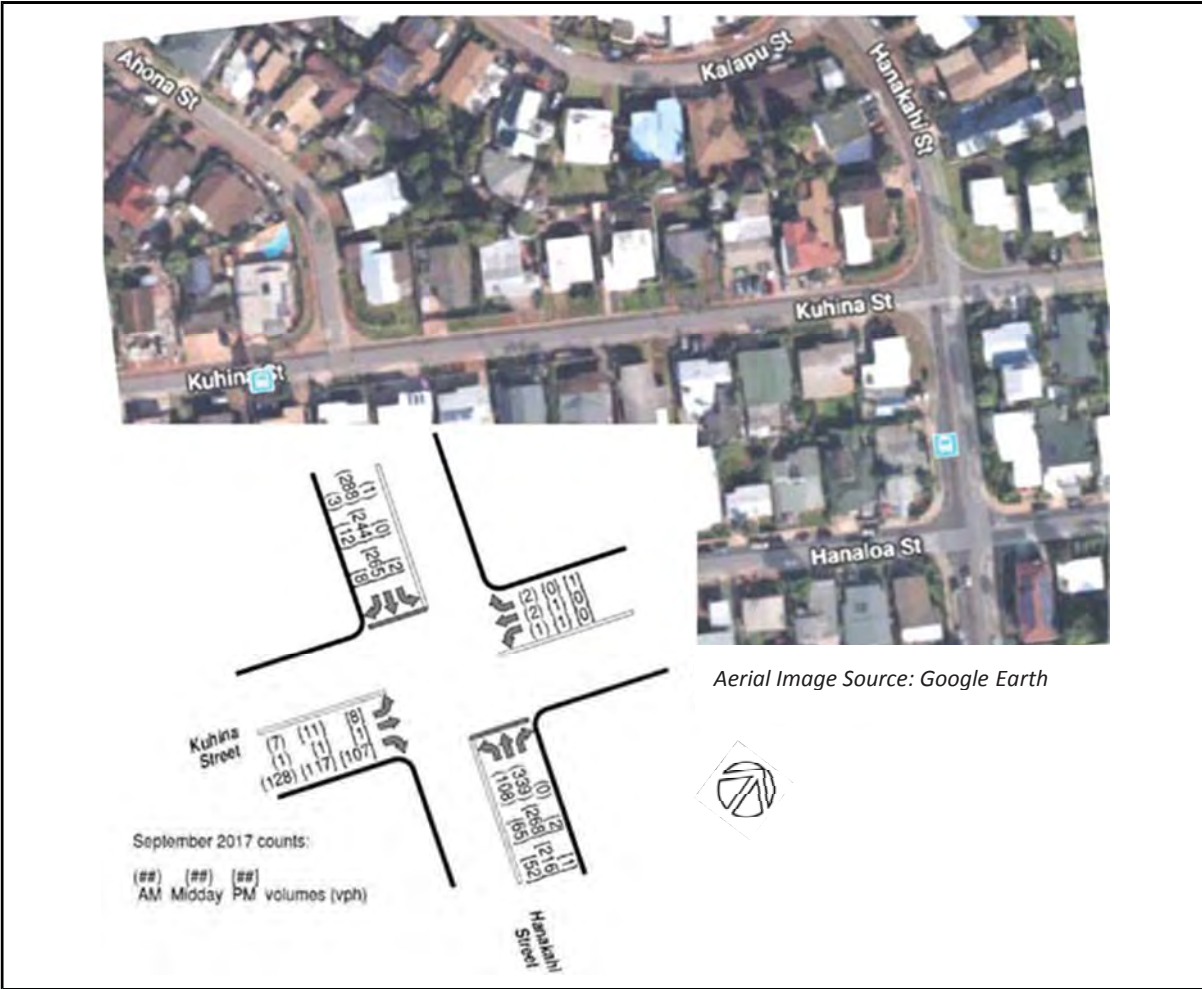 Ahona St
Kalapu St
Hanakahi St
Kuhina St
Kuhina St
Hanaloa St
Aerial Image Source: Google Earth
(1) (0) [2]
(288) (244) [265]
(3) (12) [8]
(2) (0) [1]
(2) (1) [0]
(1) (1) [0]
Kuhina
Street
(7) (11) [8]
(1) (1) [1]
(128) (117) [107]
(0) [2] [1]
(339) (268) [216]
(108) (65) [52]
Hanakahi
Street
September 2017 counts:
(##) {##} [##]
AM Midday PM volumes (vph)